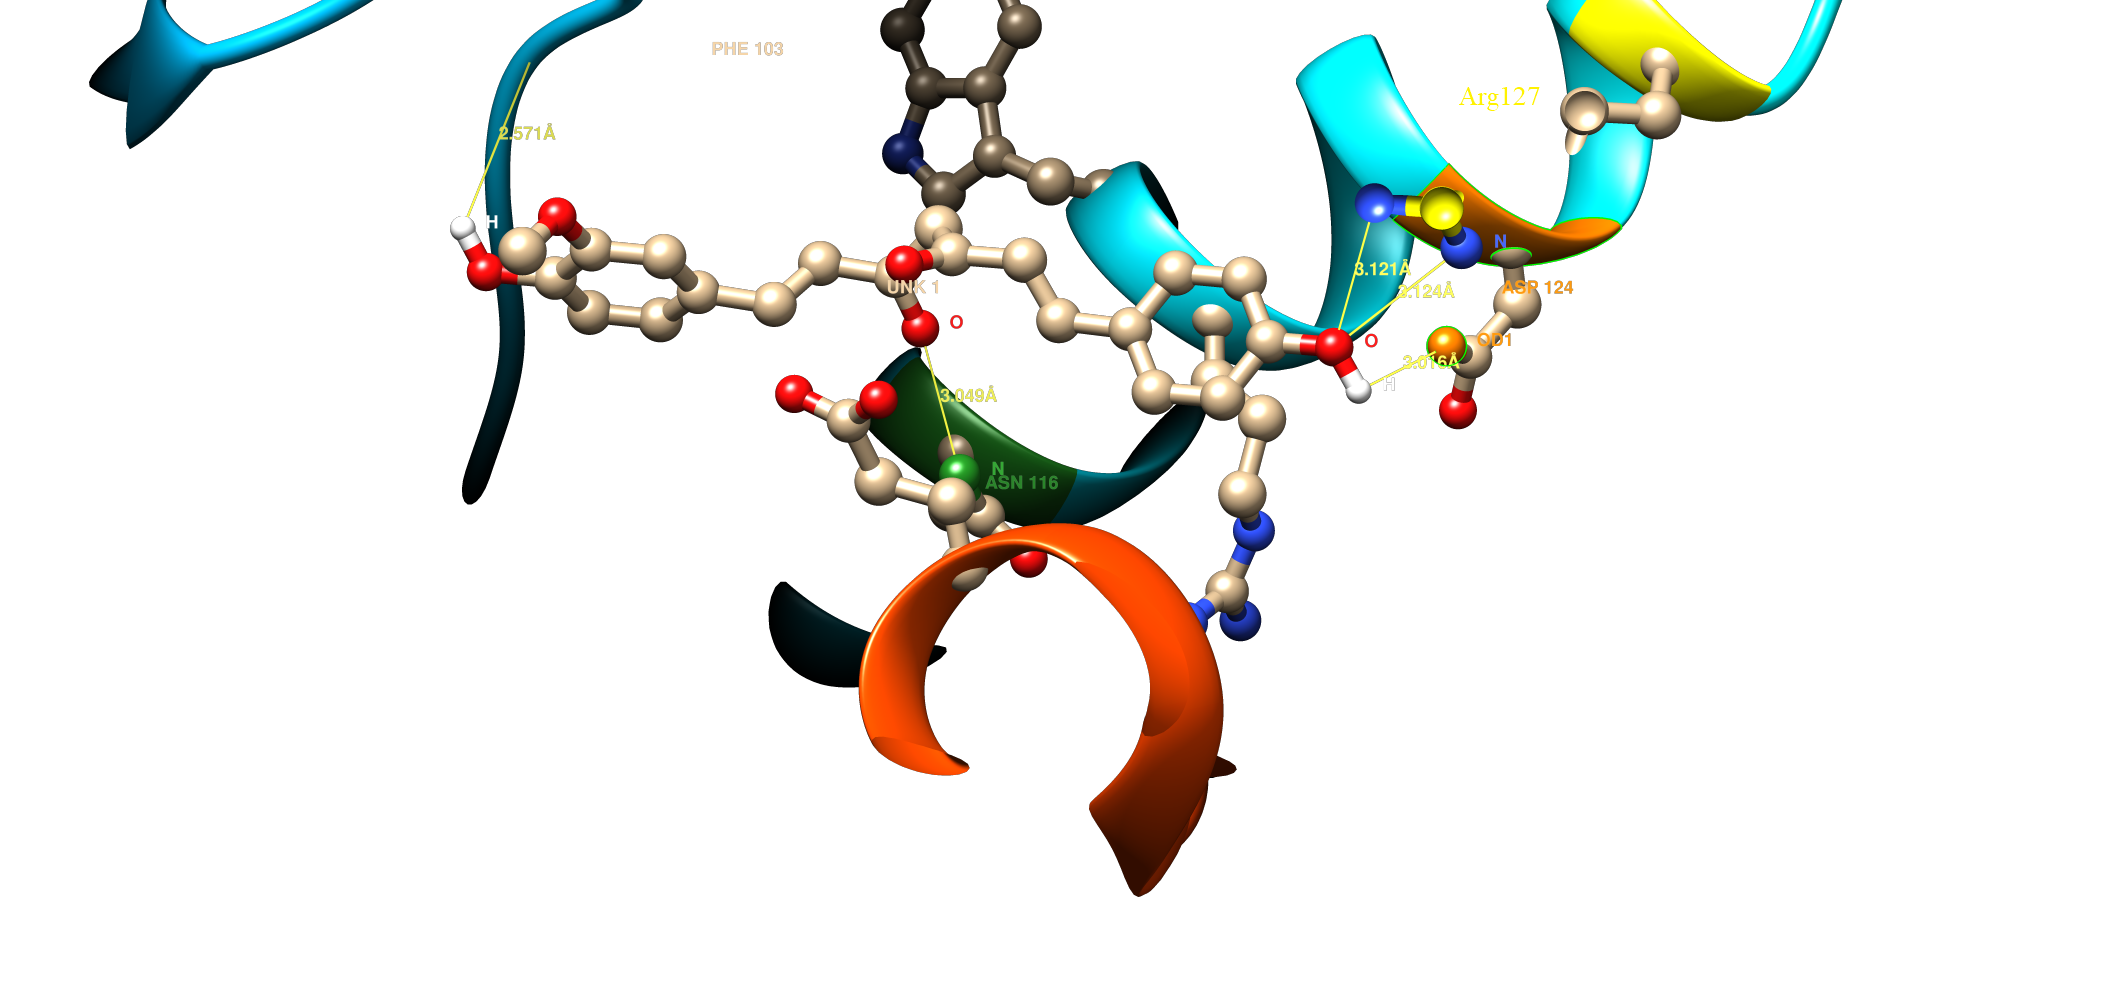 PHE 103
Arg127
2.571Å
H
N
3.121Å
3.124Å
ASP 124
UNK 1
O
O
OD1
3.016Å
H
3.049Å
N
ASN 116